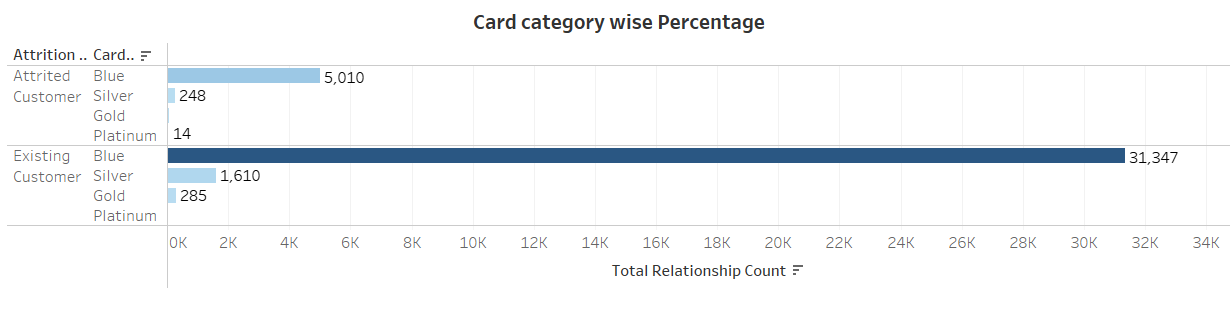 Card category wise Percentage
Attrition .. Card..
Attrited Blue 5,010
Customer Silver 248
Gold
Platinum 14
Existing Blue 31,347
Customer Silver 1,610
Gold 285
Platinum
0K 2K 4K 6K 8K 10K 12K 14K 16K 18K 20K 22K 24K 26K 28K 30K 32K 34K
Total Relationship Count